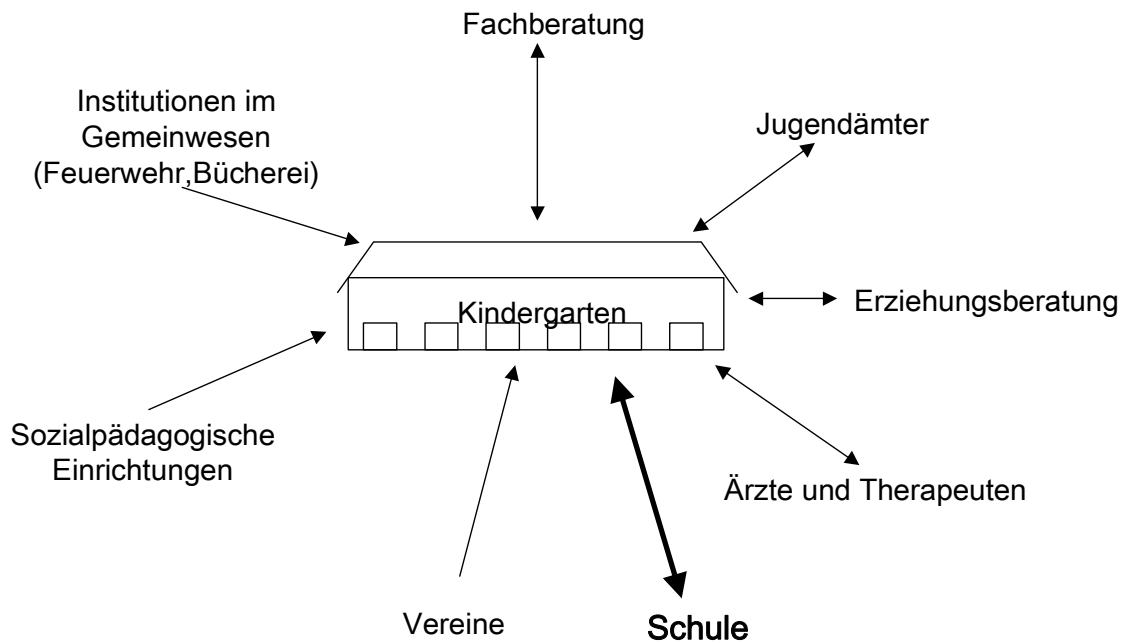 Fachberatung
Institutionen im
Gemeinwesen
(Feuerwehr,Bücherei)
Jugendämter
Kindergarten
Erziehungsberatung
Sozialpädagogische
Einrichtungen
Ärzte und Therapeuten
Vereine
Schule